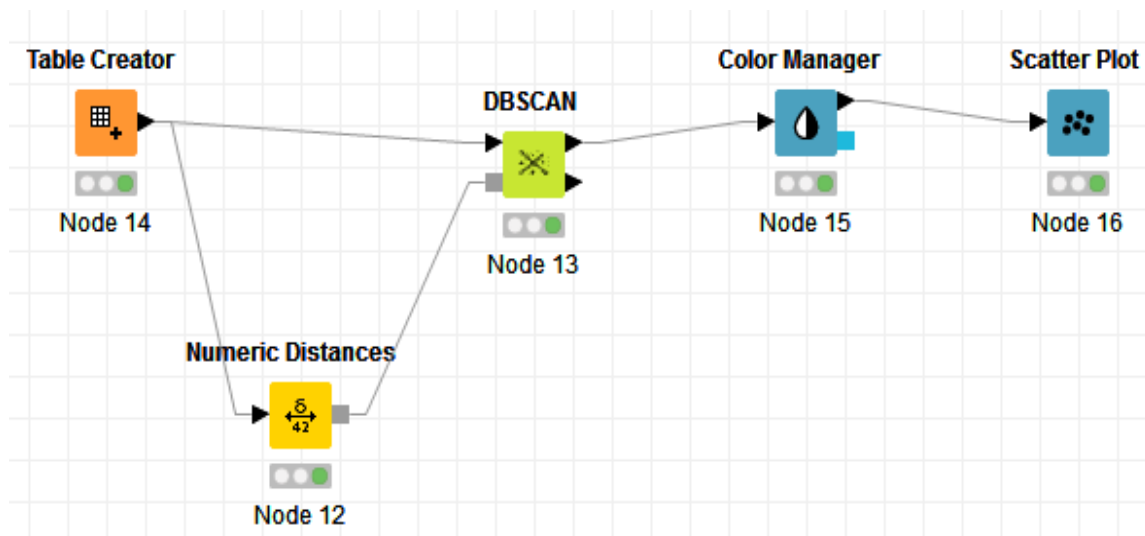 Table Creator
Node 14
DBSCAN
Node 13
Color Manager
Node 15
Scatter Plot
Node 16
Numeric Distances
δ
42
Node 12